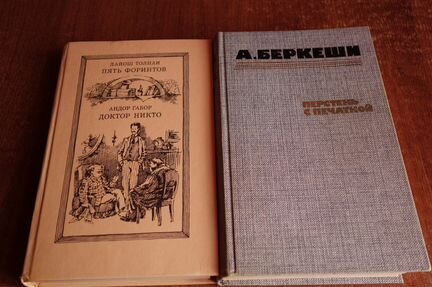 ЛАЙОШ ТОЛНАИ
ПЯТЬ ФОРИНТОВ
АНДОР ГАБОР
ДОКТОР НИКТО
А.БЕРКЕШИ
ПЕРСТЕНЬ
С ПЕЧАТКОЙ